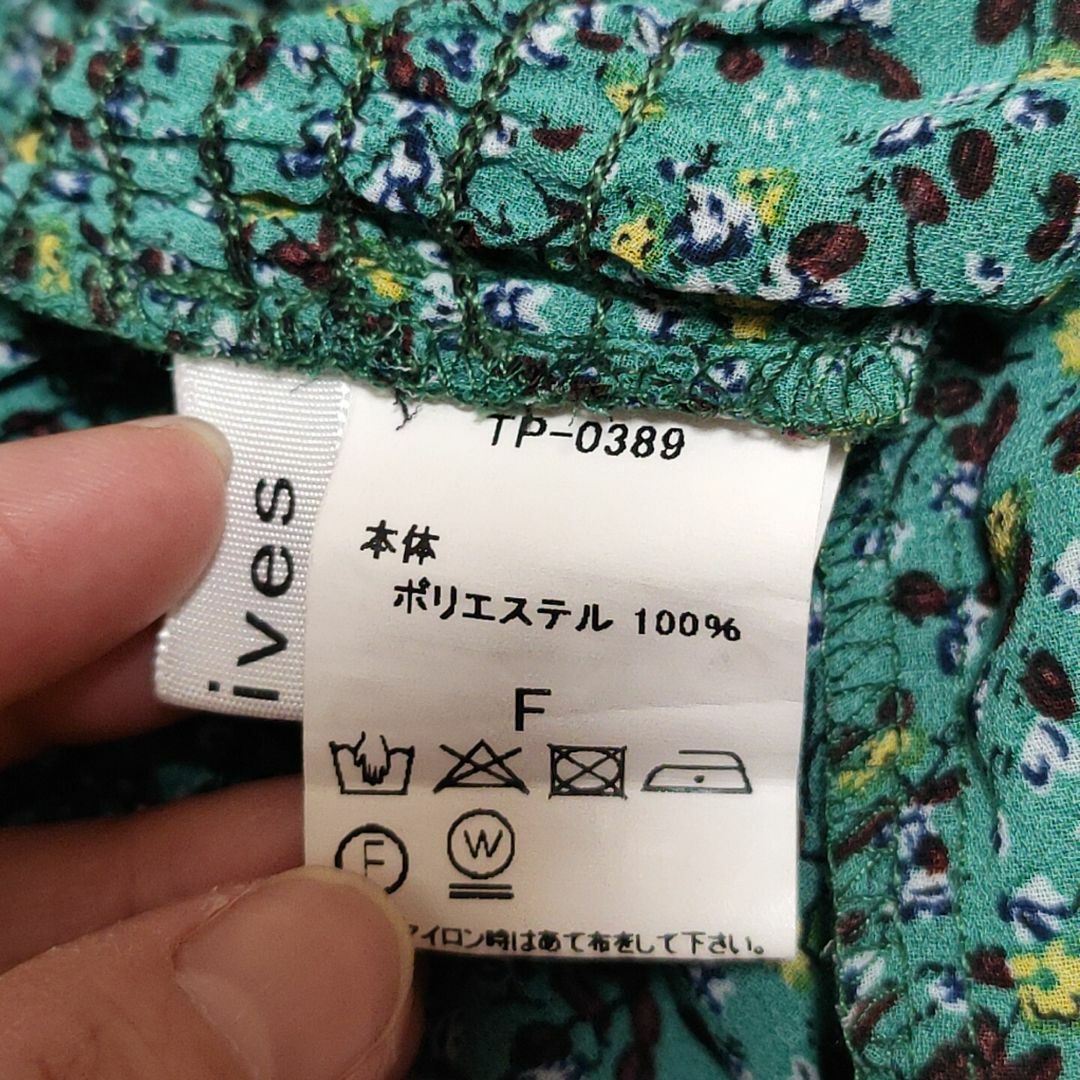 ives
TP-0389
本体
ポリエステル 100%
F
F
W
アイロン時はあて布をして下さい。